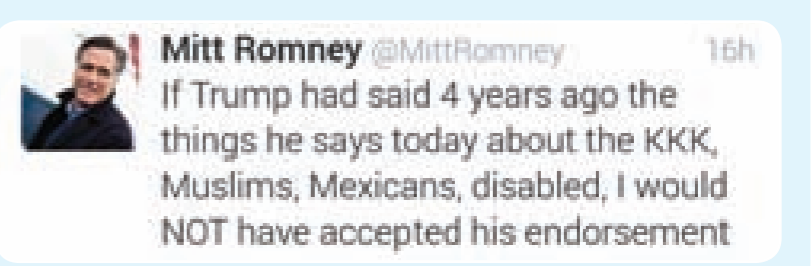 Mitt Romney @MittRomney 16h
If Trump had said 4 years ago the
things he says today about the KKK,
Muslims, Mexicans, disabled, I would
NOT have accepted his endorsement